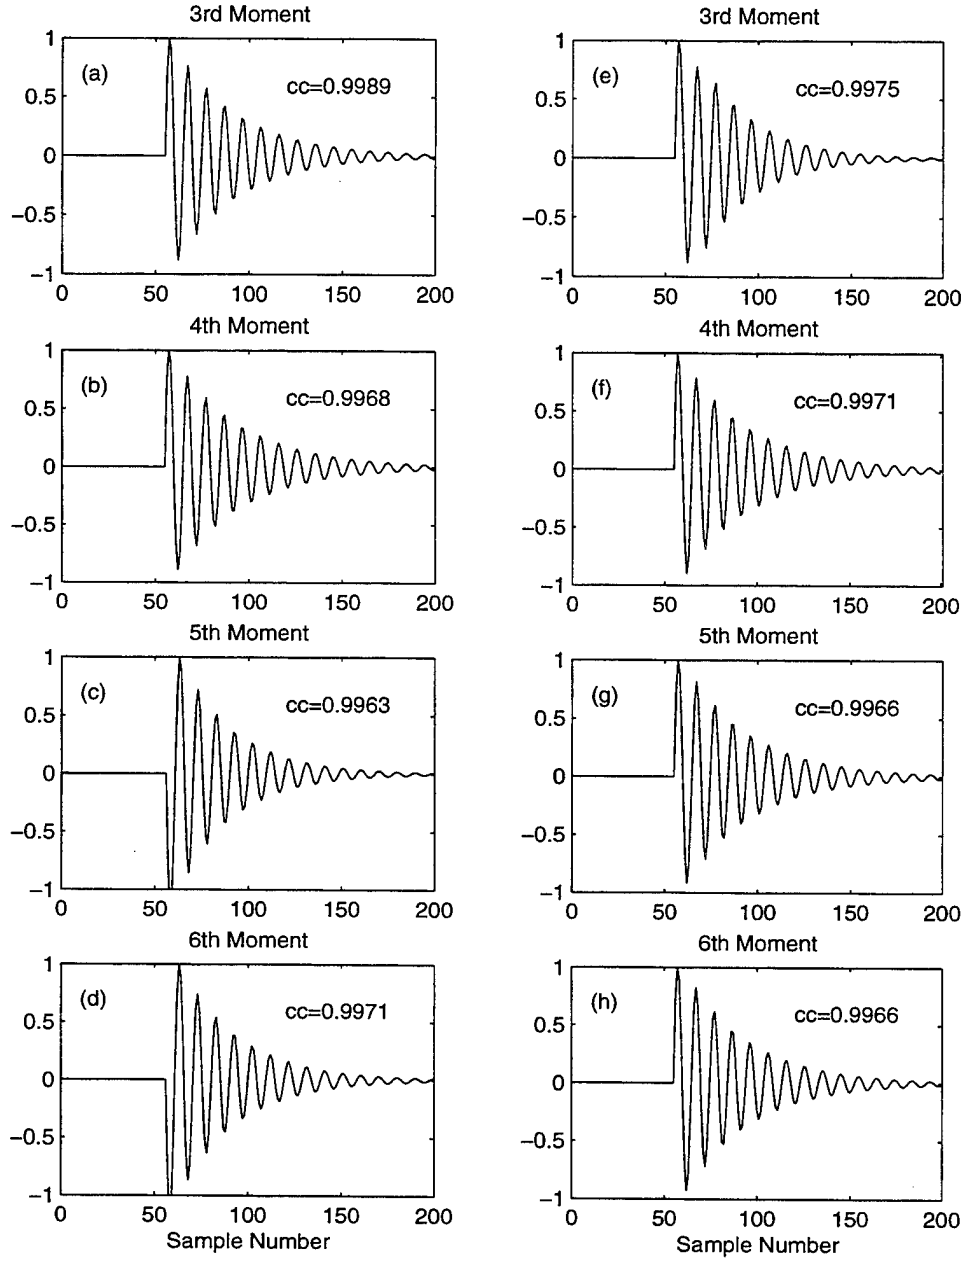 3rd Moment
(a)
cc=0.9989
1
0.5
0
−0.5
−1
0 50 100 150 200
4th Moment
(b)
cc=0.9968
1
0.5
0
−0.5
−1
0 50 100 150 200
5th Moment
(c)
cc=0.9963
1
0.5
0
−0.5
−1
0 50 100 150 200
6th Moment
(d)
cc=0.9971
1
0.5
0
−0.5
−1
0 50 100 150 200
Sample Number
3rd Moment
(e)
cc=0.9975
1
0.5
0
−0.5
−1
0 50 100 150 200
4th Moment
(f)
cc=0.9971
1
0.5
0
−0.5
−1
0 50 100 150 200
5th Moment
(g)
cc=0.9966
1
0.5
0
−0.5
−1
0 50 100 150 200
6th Moment
(h)
cc=0.9966
1
0.5
0
−0.5
−1
0 50 100 150 200
Sample Number